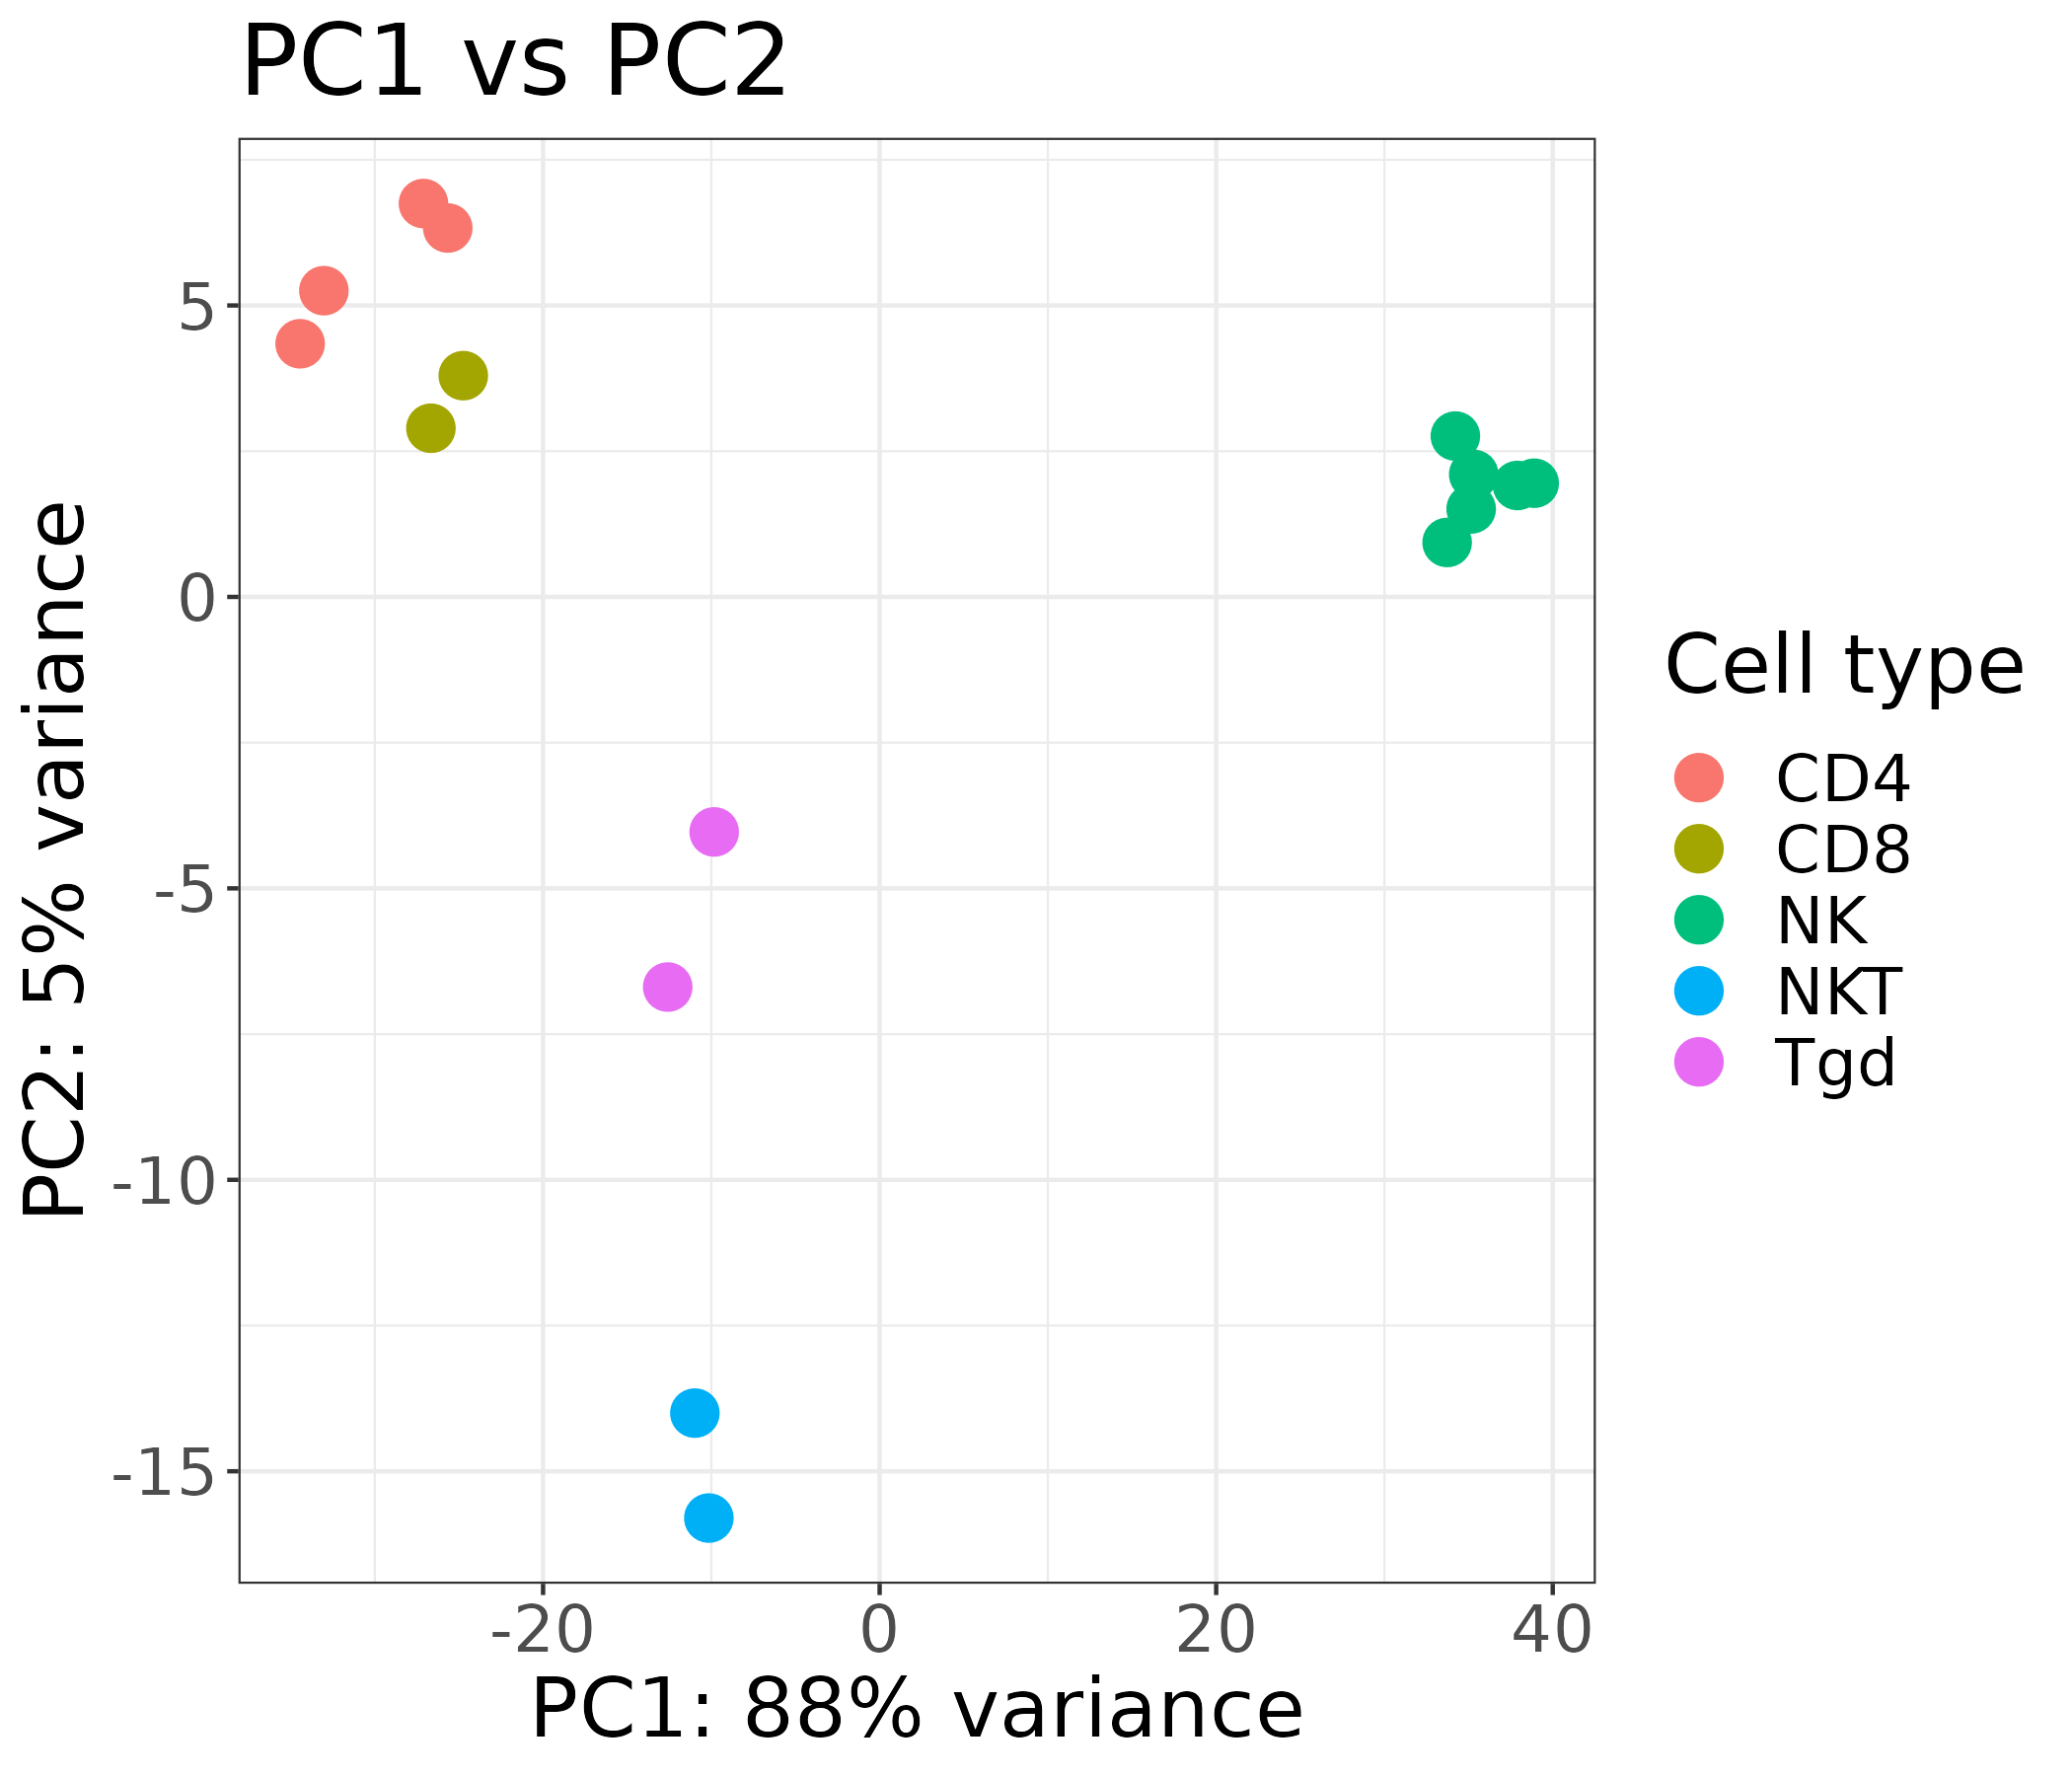 PC1 vs PC2
PC2: 5% variance
5
0
-5
-10
-15
-20
0
20
40
PC1: 88% variance
Cell type
CD4
CD8
NK
NKT
Tgd